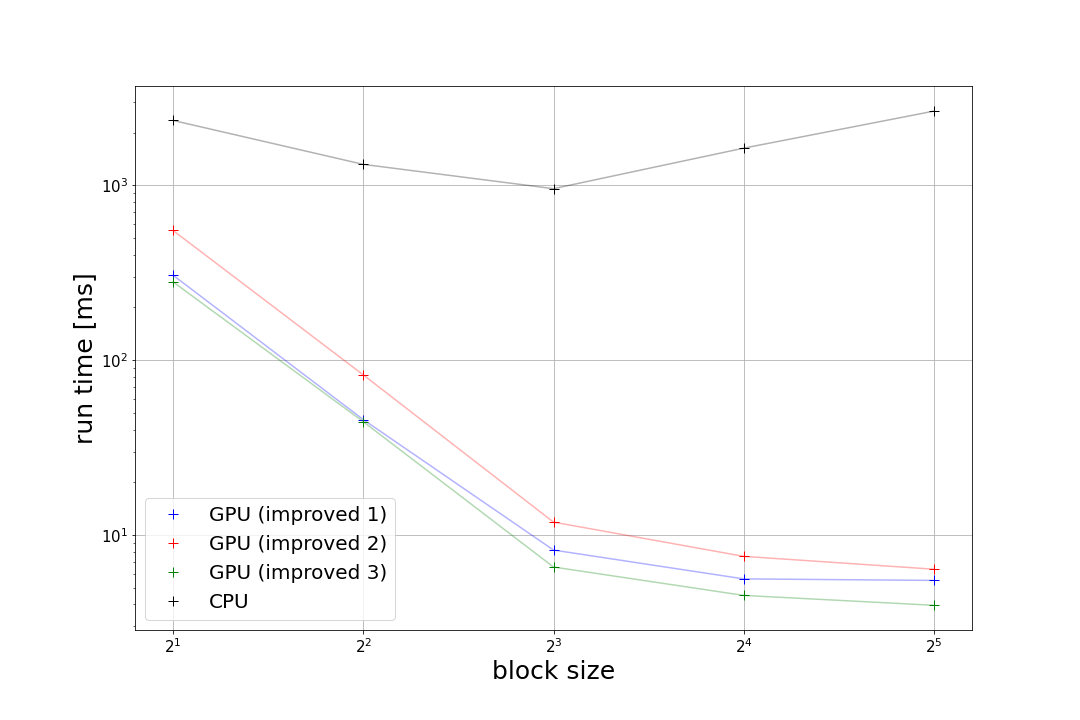 10³
10²
10¹
run time [ms]
GPU (improved 1)
GPU (improved 2)
GPU (improved 3)
CPU
2¹ 2² 2³ 2⁴ 2⁵
block size